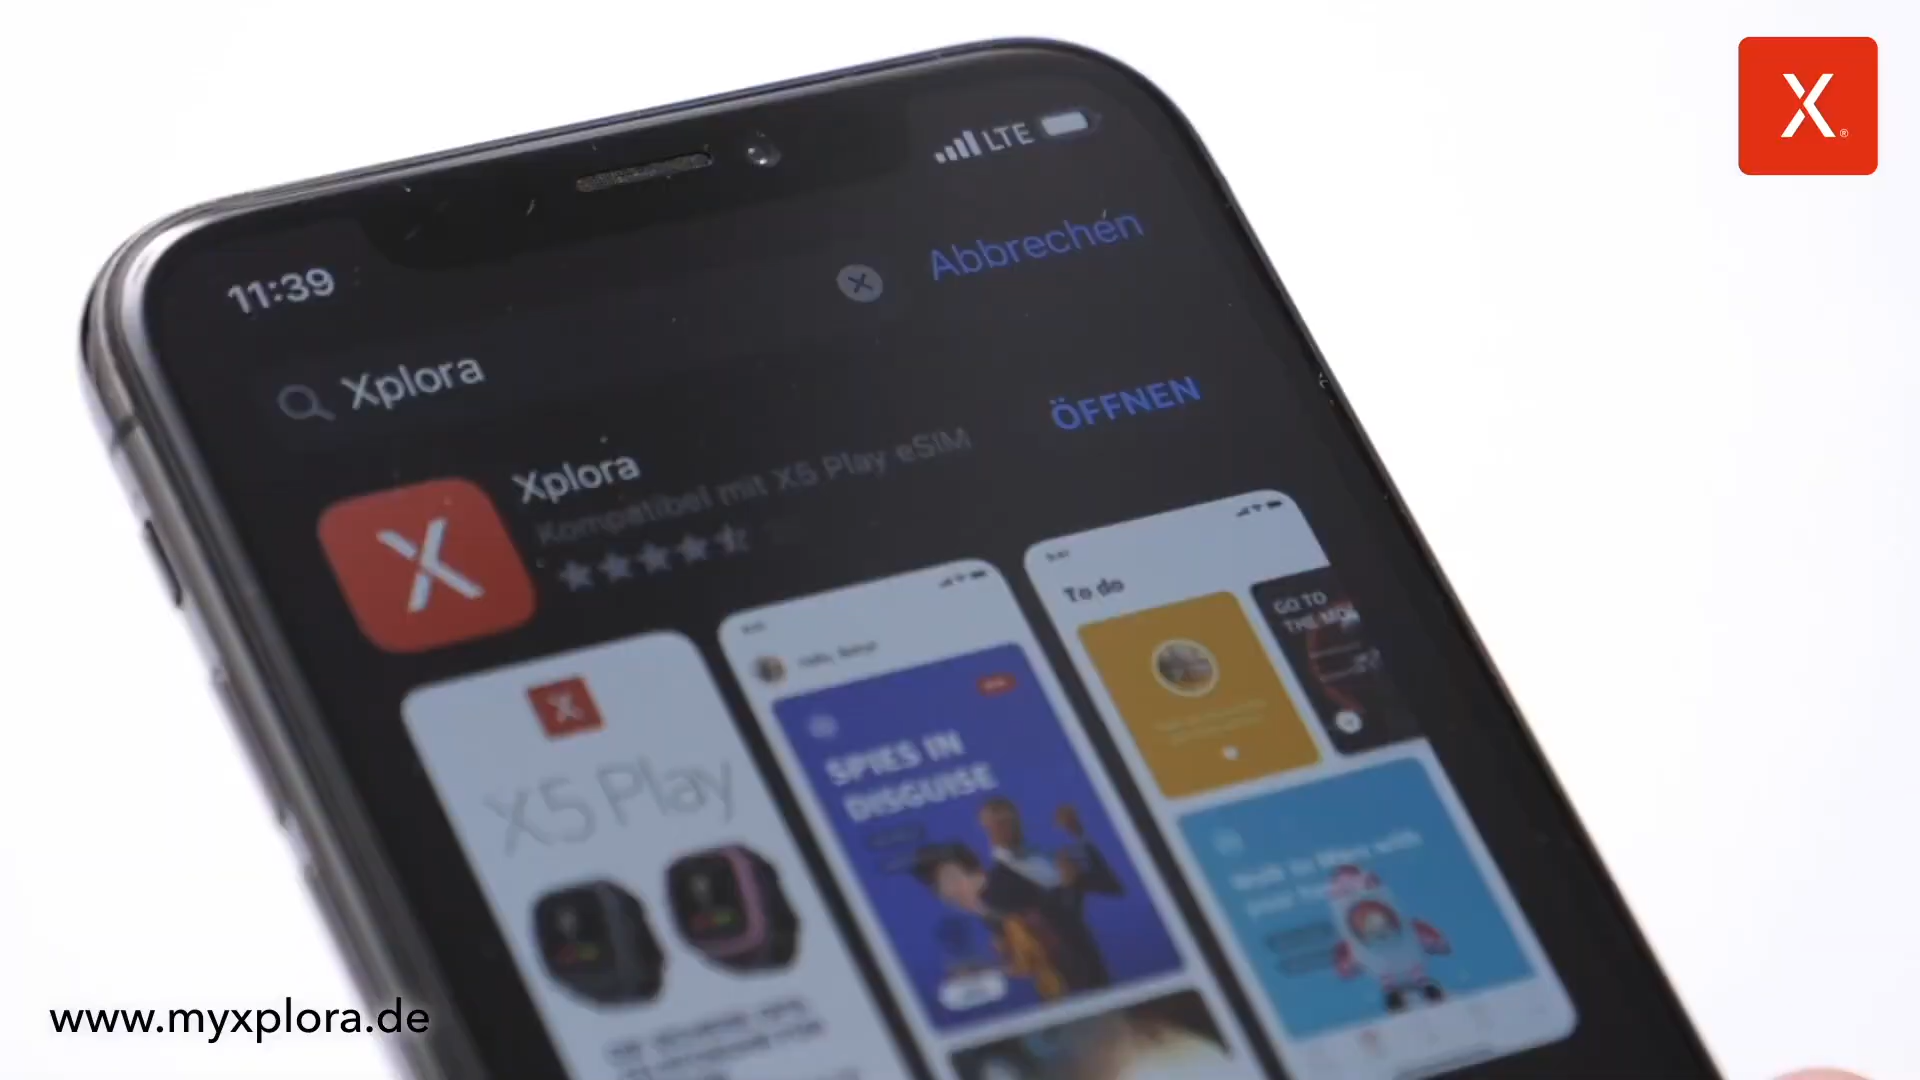 X®
LTE
11:39
Abbrechen
Xplora
Xplora
ÖFFNEN
Kompatibel mit X5 Play eSIM
X
X
X5 Play
SPIES IN
DISGUISE
To do
GO TO
THE
www.myxplora.de